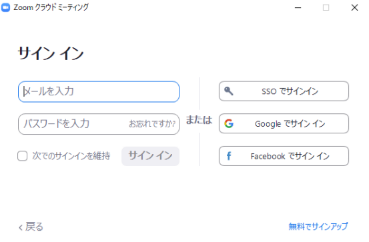 Zoom クラウド ミーティング
サイン イン
メールを入力
パスワードを入力 お忘れですか?
または
次でのサインインを維持 サイン イン
SSO でサインイン
Google でサイン イン
Facebook でサイン イン
戻る
無料でサインアップ